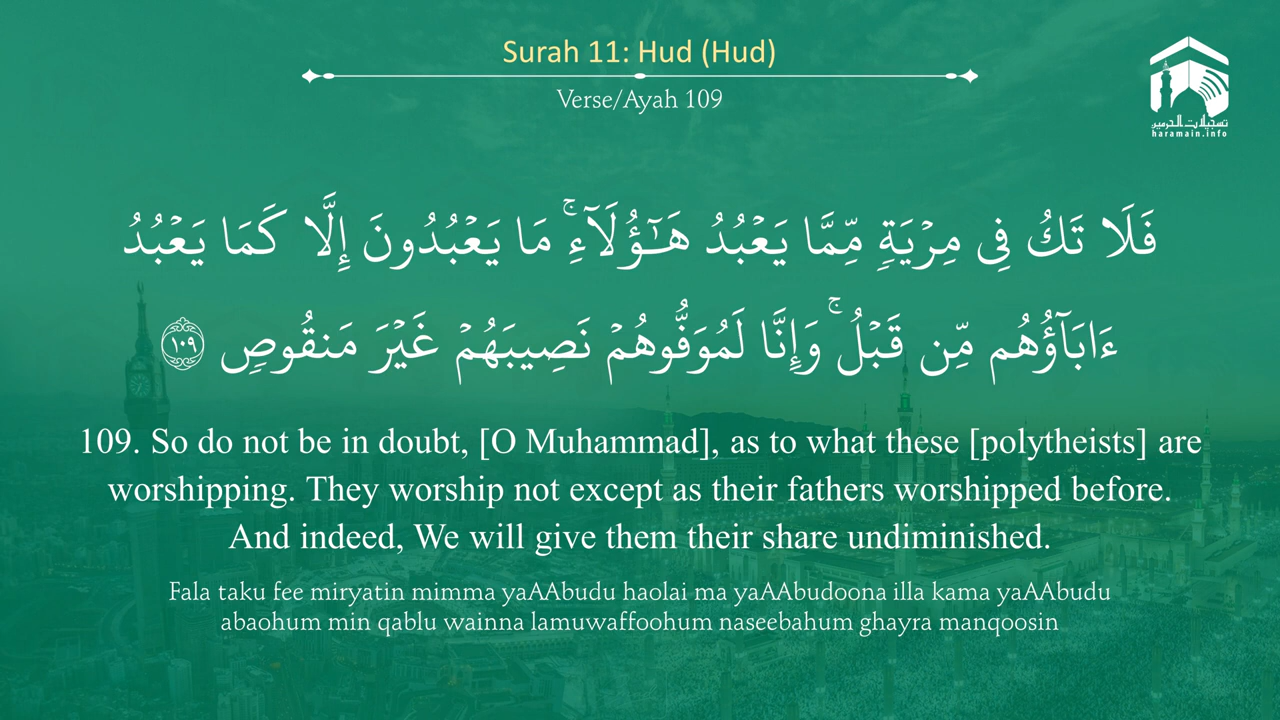 Surah 11: Hud (Hud)
Verse/Ayah 109
تسجيلات الحرمين
haramain.info
فَلَا تَكُ فِى مِرْيَةٍ مِّمَّا يَعْبُدُ هَـٰٓؤُلَآءِ ۚ مَا يَعْبُدُونَ إِلَّا كَمَا يَعْبُدُ
ءَابَآؤُهُم مِّن قَبْلُ ۚ وَإِنَّا لَمُوَفُّوهُمْ نَصِيبَهُمْ غَيْرَ مَنقُوصٍ ١٠٩
109. So do not be in doubt, [O Muhammad], as to what these [polytheists] are
worshipping. They worship not except as their fathers worshipped before.
And indeed, We will give them their share undiminished.
Fala taku fee miryatin mimma yaAAbudu haolai ma yaAAbudoona illa kama yaAAbudu
abaohum min qablu wainna lamuwaffoohum naseebahum ghayra manqoosin